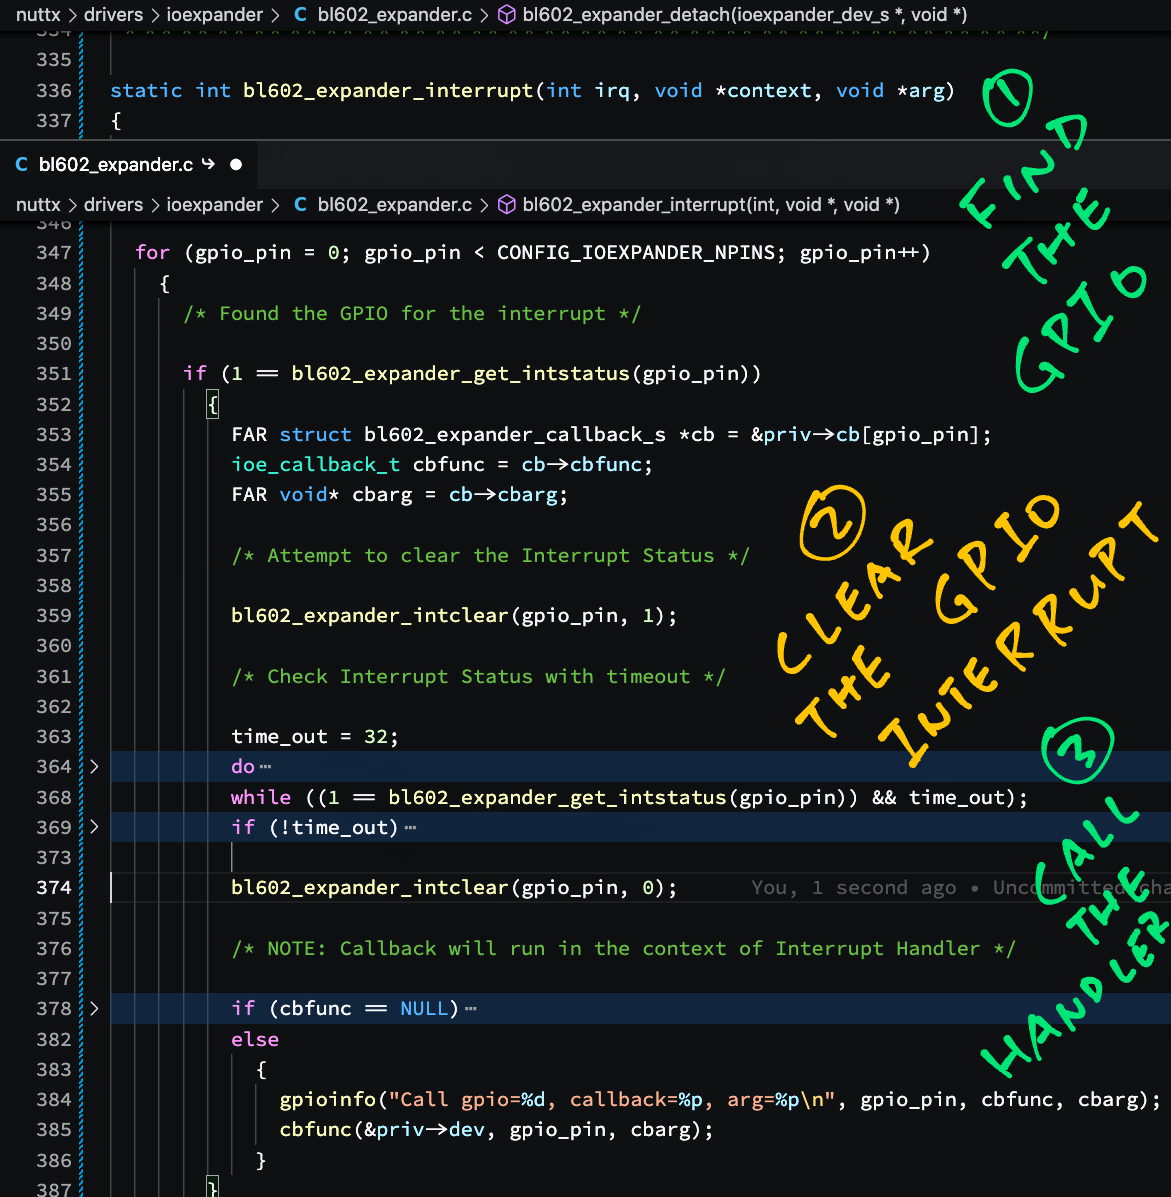 nuttx > drivers > ioexpander > C bl602_expander.c > bl602_expander_detach(ioexpander_dev_s *, void *)
334 ****************************************************************************/
335
336 static int bl602_expander_interrupt(int irq, void *context, void *arg)
337 {
C bl602_expander.c ↪ ●
nuttx > drivers > ioexpander > C bl602_expander.c > bl602_expander_interrupt(int, void *, void *)
346
347 for (gpio_pin = 0; gpio_pin < CONFIG_IOEXPANDER_NPINS; gpio_pin++)
348 {
349 /* Found the GPIO for the interrupt */
350
351 if (1 == bl602_expander_get_intstatus(gpio_pin))
352 {
353 FAR struct bl602_expander_callback_s *cb = &priv->cb[gpio_pin];
354 ioe_callback_t cbfunc = cb->cbfunc;
355 FAR void* cbarg = cb->cbarg;
356
357 /* Attempt to clear the Interrupt Status */
358
359 bl602_expander_intclear(gpio_pin, 1);
360
361 /* Check Interrupt Status with timeout */
362
363 time_out = 32;
364 > do ⋯
368 while ((1 == bl602_expander_get_intstatus(gpio_pin)) && time_out);
369 > if (!time_out) ⋯
373
374 bl602_expander_intclear(gpio_pin, 0); You, 1 second ago • Uncommitted cha
375
376 /* NOTE: Callback will run in the context of Interrupt Handler */
377
378 > if (cbfunc == NULL) ⋯
382 else
383 {
384 gpioinfo("Call gpio=%d, callback=%p, arg=%p\n", gpio_pin, cbfunc, cbarg);
385 cbfunc(&priv->dev, gpio_pin, cbarg);
386 }
387 }
1
FIND
THE
GPIO
2
CLEAR
THE GPIO
INTERRUPT
3
CALL
THE
HANDLER